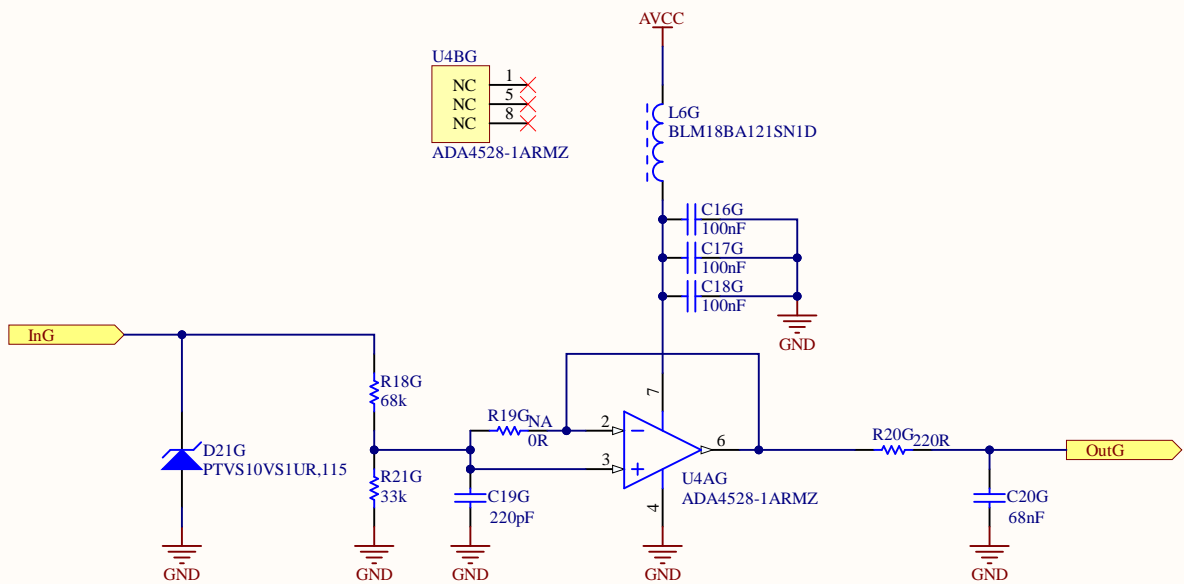 AVCC
U4BG
NC 1
NC 5
NC 8
ADA4528-1ARMZ
L6G
BLM18BA121SN1D
C16G
100nF
C17G
100nF
C18G
100nF
GND
InG
R18G
68k
7
R19G NA
0R
2
6
R20G 220R
OutG
D21G
PTVS10VS1UR,115
3
U4AG
ADA4528-1ARMZ
R21G
33k
C19G
220pF
4
C20G
68nF
GND
GND
GND
GND
GND